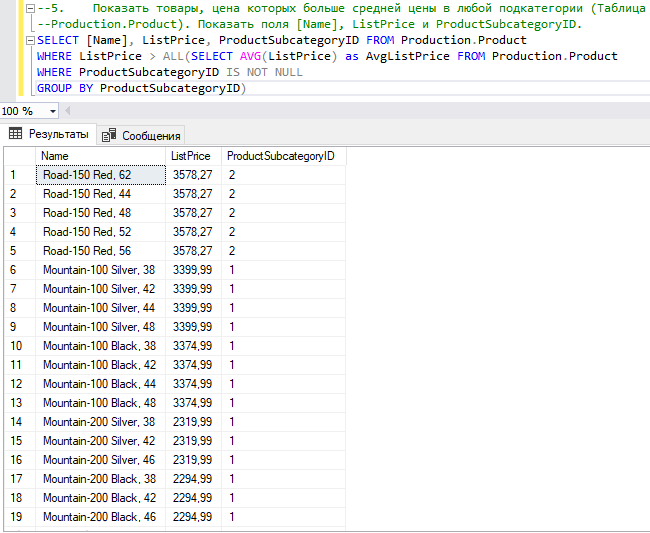 --5. Показать товары, цена которых больше средней цены в любой подкатегории (Таблица
--Production.Product). Показать поля [Name], ListPrice и ProductSubcategoryID.
SELECT [Name], ListPrice, ProductSubcategoryID FROM Production.Product
WHERE ListPrice > ALL(SELECT AVG(ListPrice) as AvgListPrice FROM Production.Product
WHERE ProductSubcategoryID IS NOT NULL
GROUP BY ProductSubcategoryID)
100 %
Результаты Сообщения
Name ListPrice ProductSubcategoryID
1 Road-150 Red, 62 3578,27 2
2 Road-150 Red, 44 3578,27 2
3 Road-150 Red, 48 3578,27 2
4 Road-150 Red, 52 3578,27 2
5 Road-150 Red, 56 3578,27 2
6 Mountain-100 Silver, 38 3399,99 1
7 Mountain-100 Silver, 42 3399,99 1
8 Mountain-100 Silver, 44 3399,99 1
9 Mountain-100 Silver, 48 3399,99 1
10 Mountain-100 Black, 38 3374,99 1
11 Mountain-100 Black, 42 3374,99 1
12 Mountain-100 Black, 44 3374,99 1
13 Mountain-100 Black, 48 3374,99 1
14 Mountain-200 Silver, 38 2319,99 1
15 Mountain-200 Silver, 42 2319,99 1
16 Mountain-200 Silver, 46 2319,99 1
17 Mountain-200 Black, 38 2294,99 1
18 Mountain-200 Black, 42 2294,99 1
19 Mountain-200 Black, 46 2294,99 1